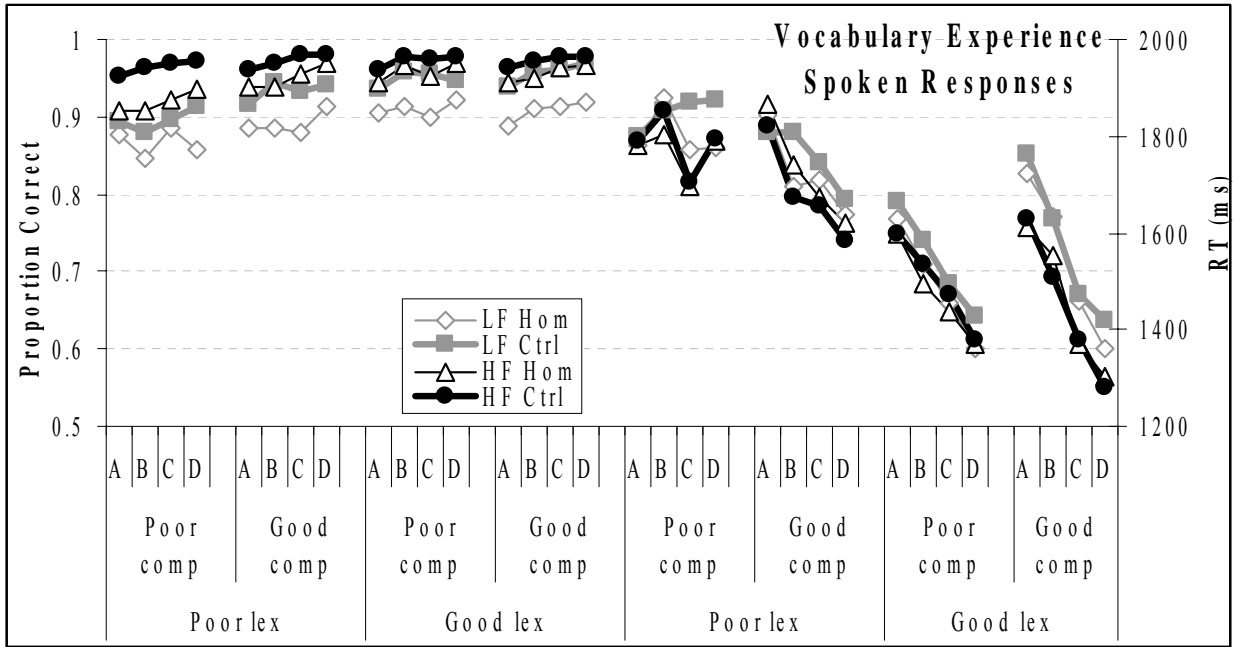 Vocabulary Experience
Spoken Responses
Proportion Correct
1
0.9
0.8
0.7
0.6
0.5
2000
1800
1600
1400
1200
RT (ms)
LF Hom
LF Ctrl
HF Hom
HF Ctrl
A B C D A B C D A B C D A B C D A B C D A B C D A B C D A B C D
Poor comp Good comp Poor comp Good comp Poor comp Good comp Poor comp Good comp
Poor lex Good lex Poor lex Good lex